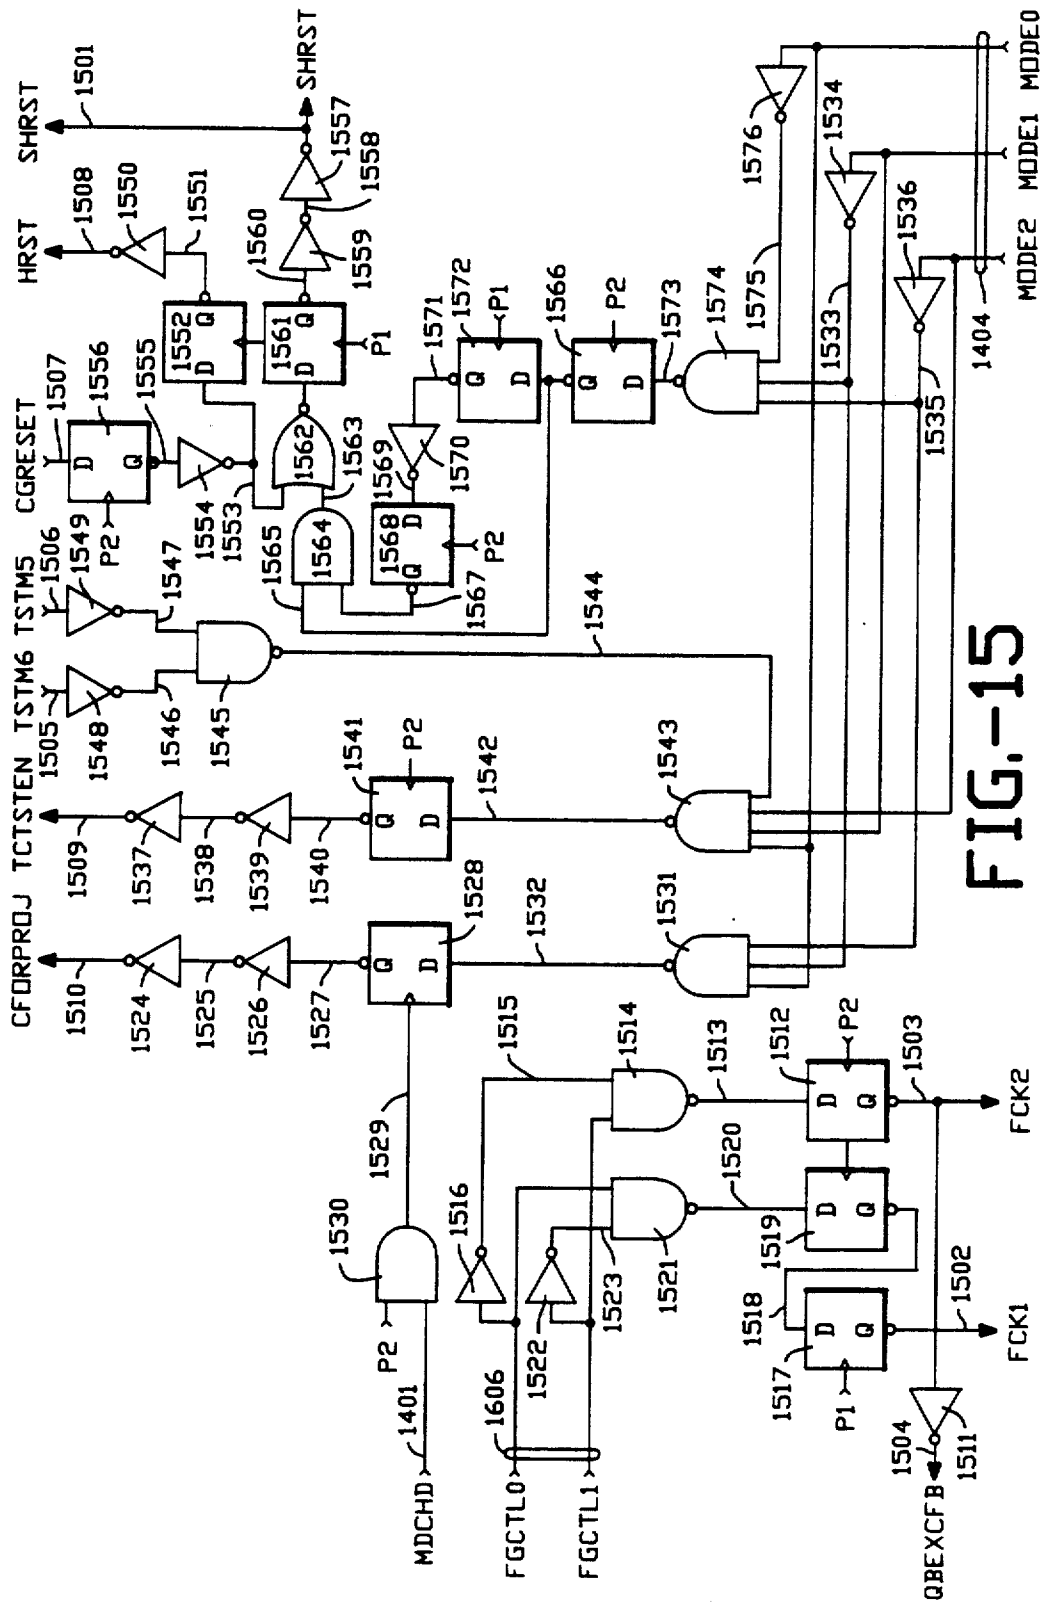 CFORPROJ TCTSTEN TSTM6 TSTM5 CGRESET HRST SHRST
1510
1509
1505
1506
1507
1508
1501
1524
1537
1548
1549
P2
D
Q
1556
1555
1550
1551
SHRST
1525
1538
1546
1547
1554
1553
1552
D
Q
1560
1557
1558
1559
1526
1539
1545
1561
D
Q
P1
1562
1563
1564
1565
1527
1540
Q
D
1528
Q
D
1541
P2
1568
Q
D
P2
1567
1569
1570
1571
1572
Q
D
P1
1566
Q
D
P2
1573
1574
1544
1532
1542
1531
1543
1575
1576
1533
1534
1535
1536
1404
MODE2 MODE1 MODE0
MDCHD
1401
P2
1530
1529
FGCTL0
FGCTL1
1606
1516
1515
1522
1523
1521
1514
1520
1513
1517
D
Q
P1
1518
1519
D
Q
1512
D
Q
P2
1503
1502
FCK1
FCK2
QBEXCFB
1504
1511
FIG.-15